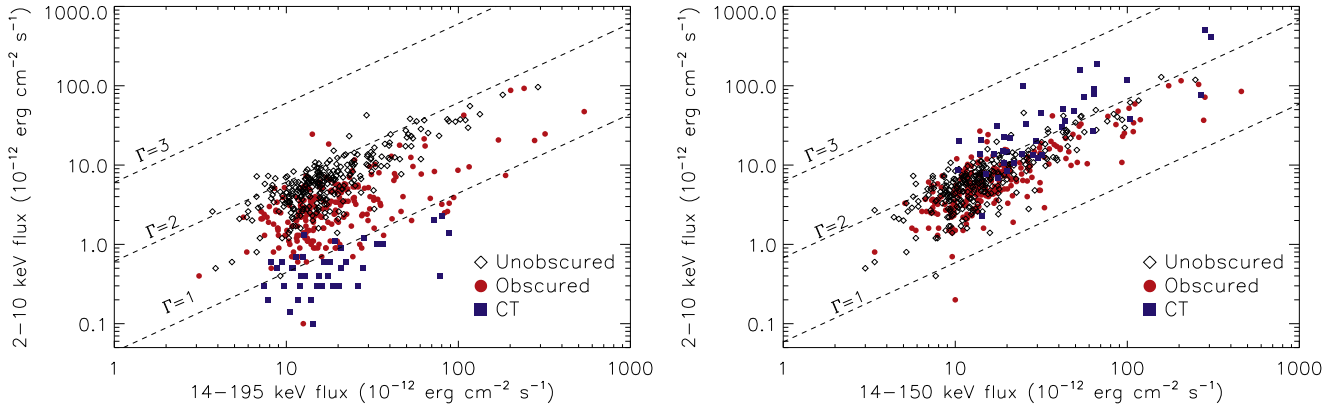 1000.0
100.0
10.0
1.0
0.1
2−10 keV flux (10⁻¹² erg cm⁻² s⁻¹)
Γ=3
Γ=2
Γ=1
Unobscured
Obscured
CT
1 10 100 1000
14−195 keV flux (10⁻¹² erg cm⁻² s⁻¹)
1000.0
100.0
10.0
1.0
0.1
2−10 keV flux (10⁻¹² erg cm⁻² s⁻¹)
Γ=3
Γ=2
Γ=1
Unobscured
Obscured
CT
1 10 100 1000
14−150 keV flux (10⁻¹² erg cm⁻² s⁻¹)